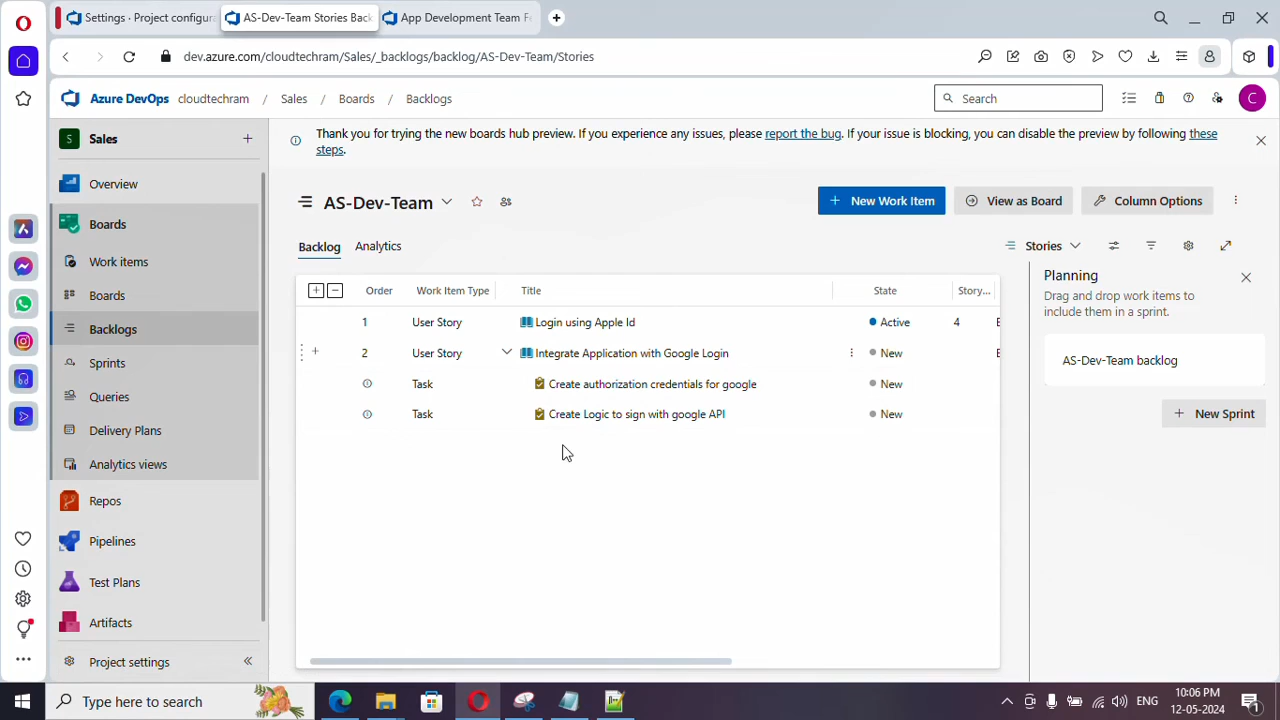 Settings · Project configura
AS-Dev-Team Stories Back
App Development Team Fe
dev.azure.com/cloudtechram/Sales/_backlogs/backlog/AS-Dev-Team/Stories
Azure DevOps cloudtechram / Sales / Boards / Backlogs
Search
C
S Sales
Thank you for trying the new boards hub preview. If you experience any issues, please report the bug. If your issue is blocking, you can disable the preview by following these
steps.
Overview
Boards
Work items
Boards
Backlogs
Sprints
Queries
Delivery Plans
Analytics views
Repos
Pipelines
Test Plans
Artifacts
Project settings
AS-Dev-Team
New Work Item
View as Board
Column Options
Backlog Analytics
Stories
Order Work Item Type Title State Story...
1 User Story Login using Apple Id Active 4 E
2 User Story Integrate Application with Google Login New E
Task Create authorization credentials for google New
Task Create Logic to sign with google API New
Planning
Drag and drop work items to
include them in a sprint.
AS-Dev-Team backlog
New Sprint
Type here to search
ENG
10:06 PM
12-05-2024
1